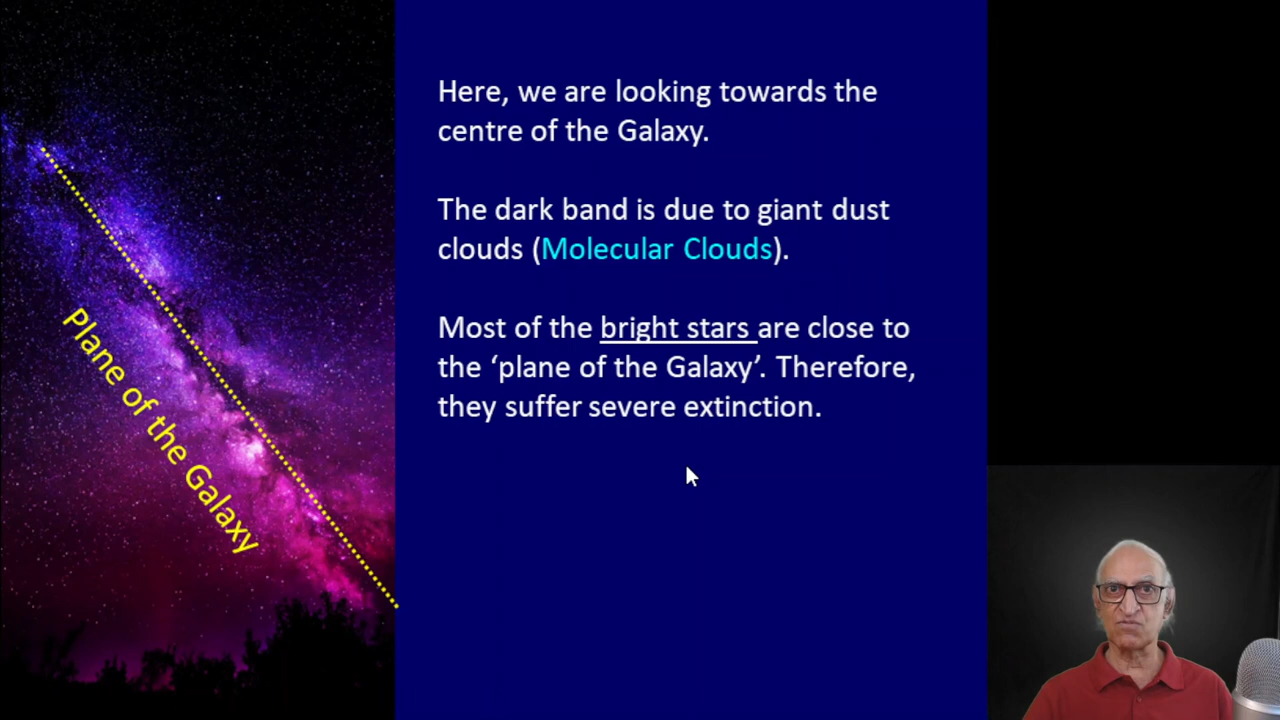 Plane of the Galaxy
Here, we are looking towards the
centre of the Galaxy.
The dark band is due to giant dust
clouds (Molecular Clouds).
Most of the bright stars are close to
the ‘plane of the Galaxy’. Therefore,
they suffer severe extinction.